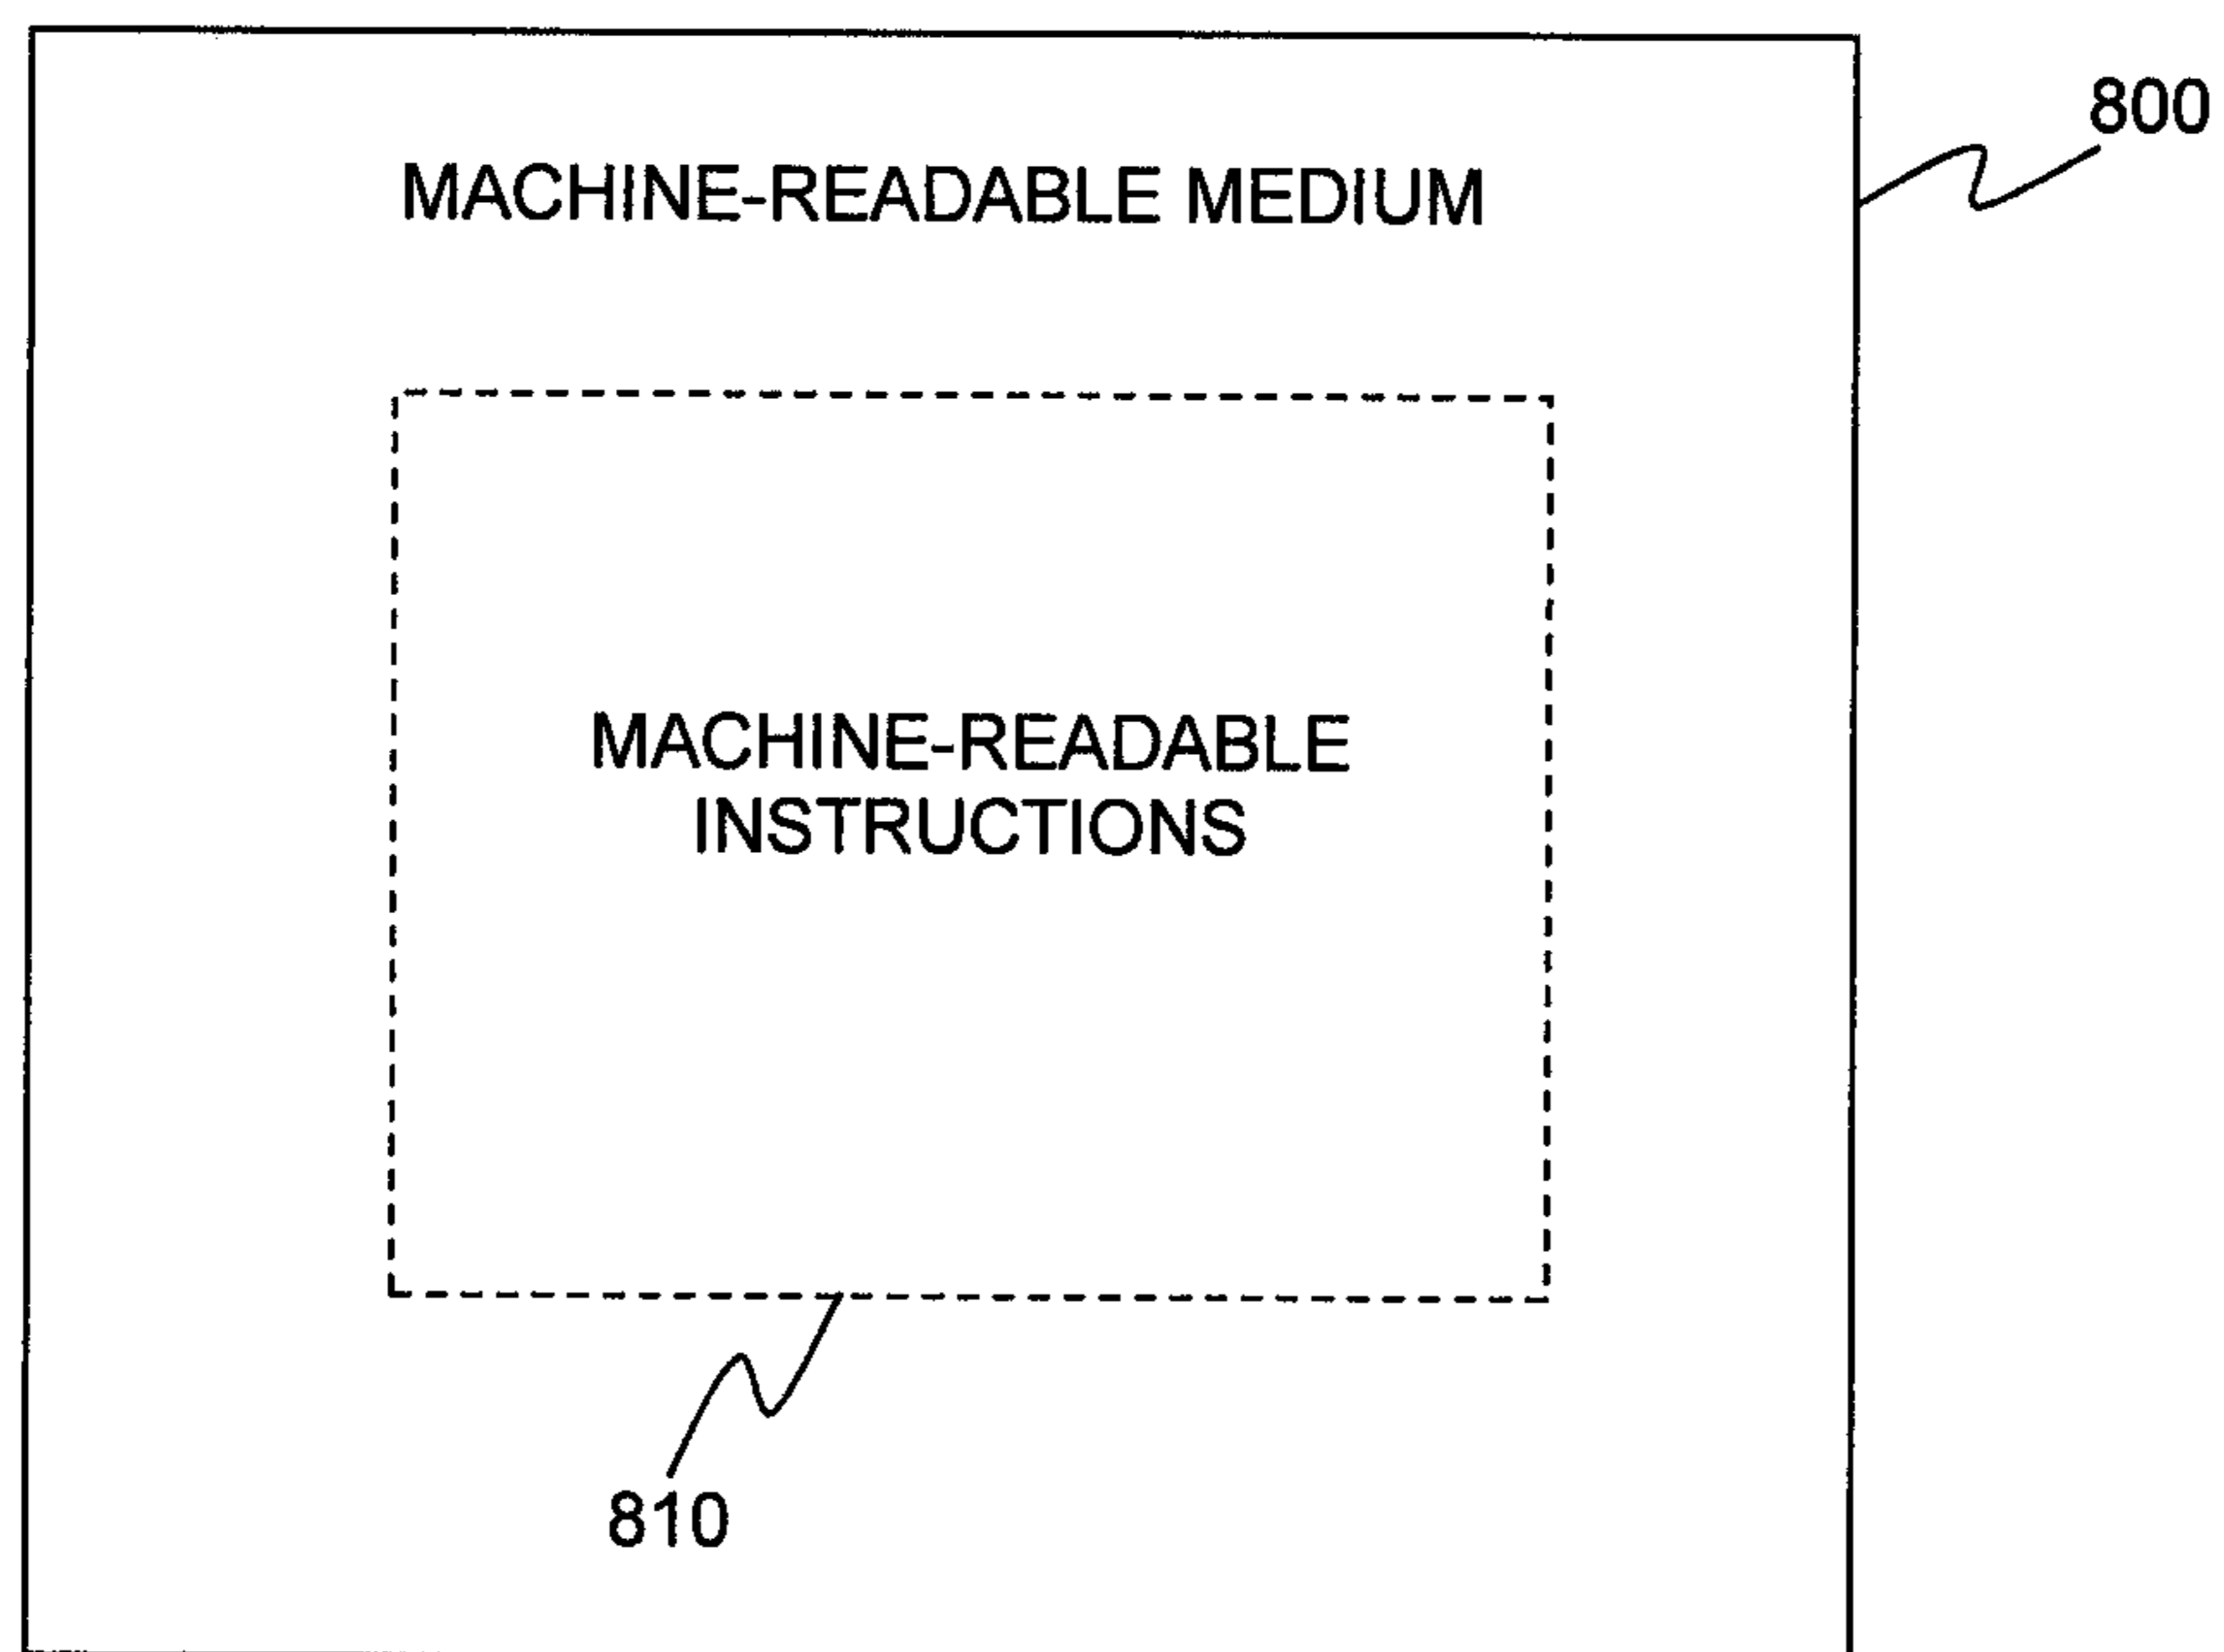 800
MACHINE-READABLE MEDIUM
MACHINE-READABLE
INSTRUCTIONS
810